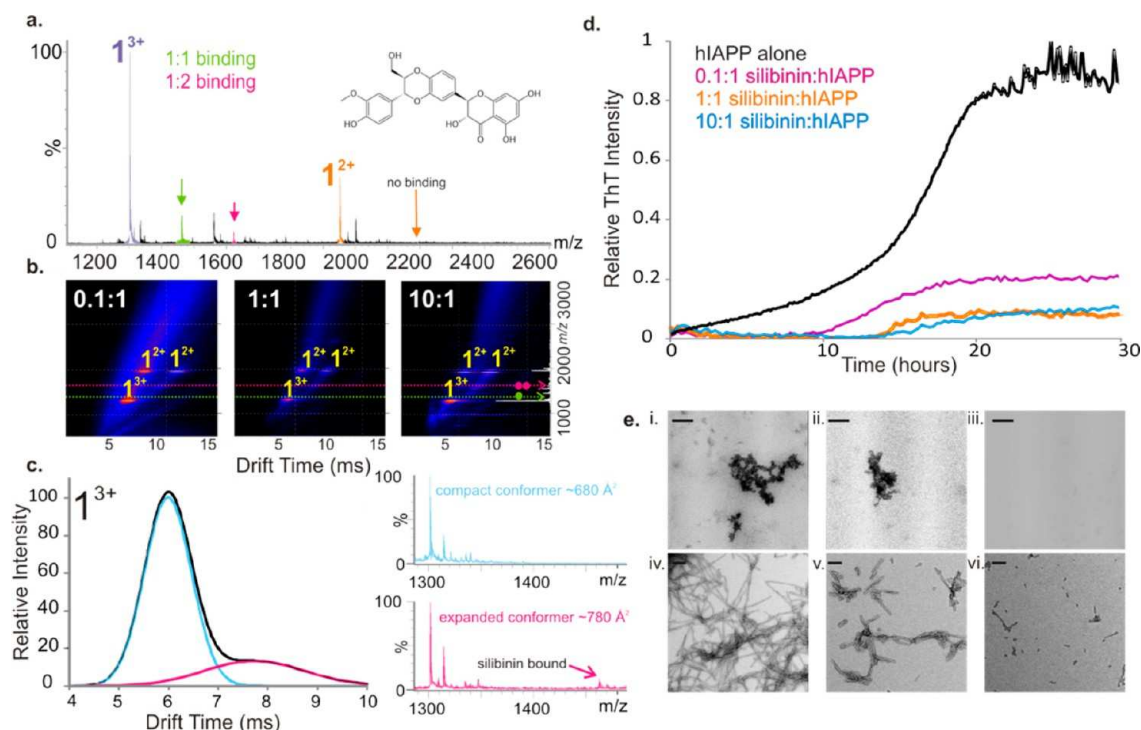 a.
100
%
0
1³⁺
1:1 binding
1:2 binding
1²⁺
no binding
OH
O
O
O
HO
O
OH
HO
O
OH
1200 1400 1600 1800 2000 2200 2400 2600
m/z
b.
0.1:1
1²⁺ 1²⁺
1³⁺
1:1
1²⁺ 1²⁺
1³⁺
10:1
1²⁺ 1²⁺
1³⁺
1000 2000 m/z 3000
5 10 15
5 10 15
5 10 15
Drift Time (ms)
c.
1³⁺
Relative Intensity
100
80
60
40
20
0
4 5 6 7 8 9 10
Drift Time (ms)
100
%
0
compact conformer ~680 Å²
1300 1400 m/z
100
%
0
expanded conformer ~780 Å²
silibinin bound
1300 1400 m/z
d.
hIAPP alone
0.1:1 silibinin:hIAPP
1:1 silibinin:hIAPP
10:1 silibinin:hIAPP
Relative ThT Intensity
1
0.8
0.6
0.4
0.2
0
0 10 20 30
Time (hours)
e.
i. ii. iii.
iv. v. vi.